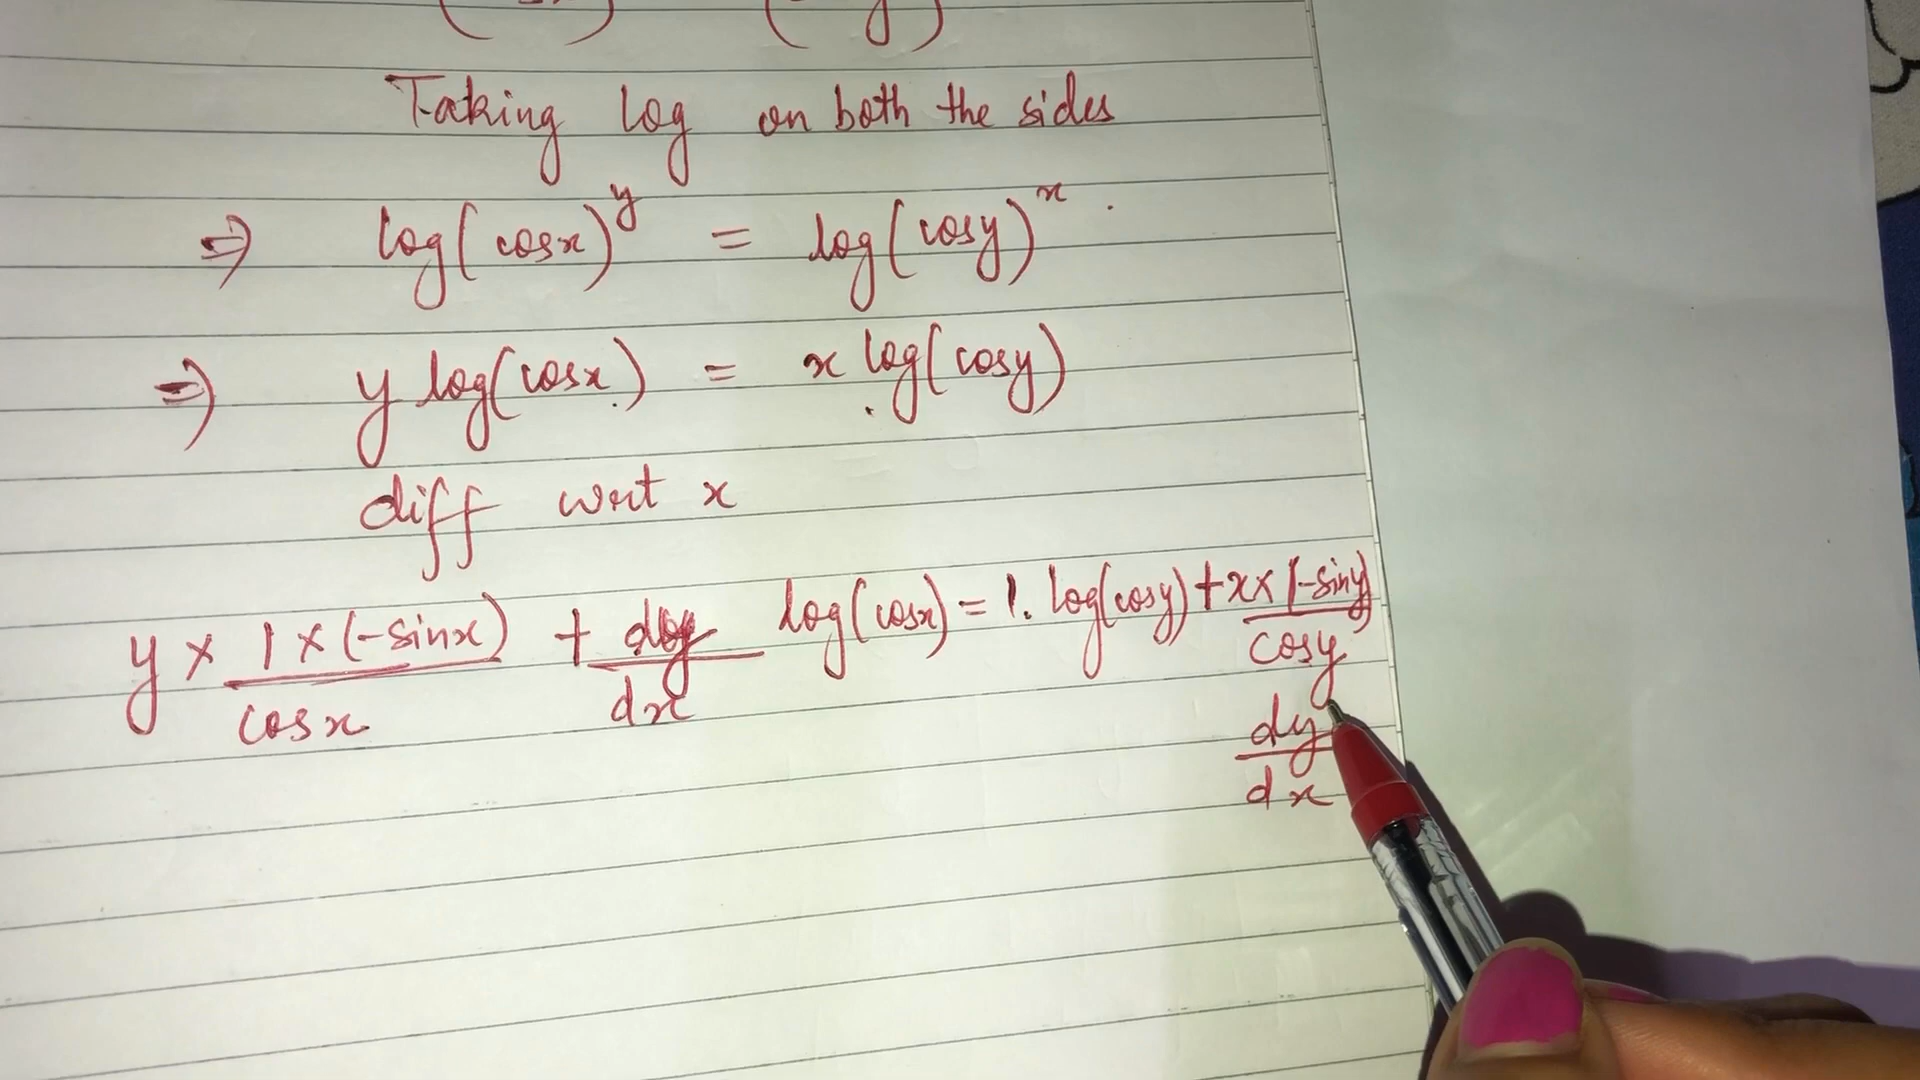 Taking log on both the sides
⇒ log(cosx)^y = log(cosy)^x .
⇒ y log(cosx) = x log(cosy)
diff wrt x
y × 1 × (-sinx) / cosx + dy / dx log(cosx) = 1. log(cosy) + x × (-siny) / cosy
dy / dx